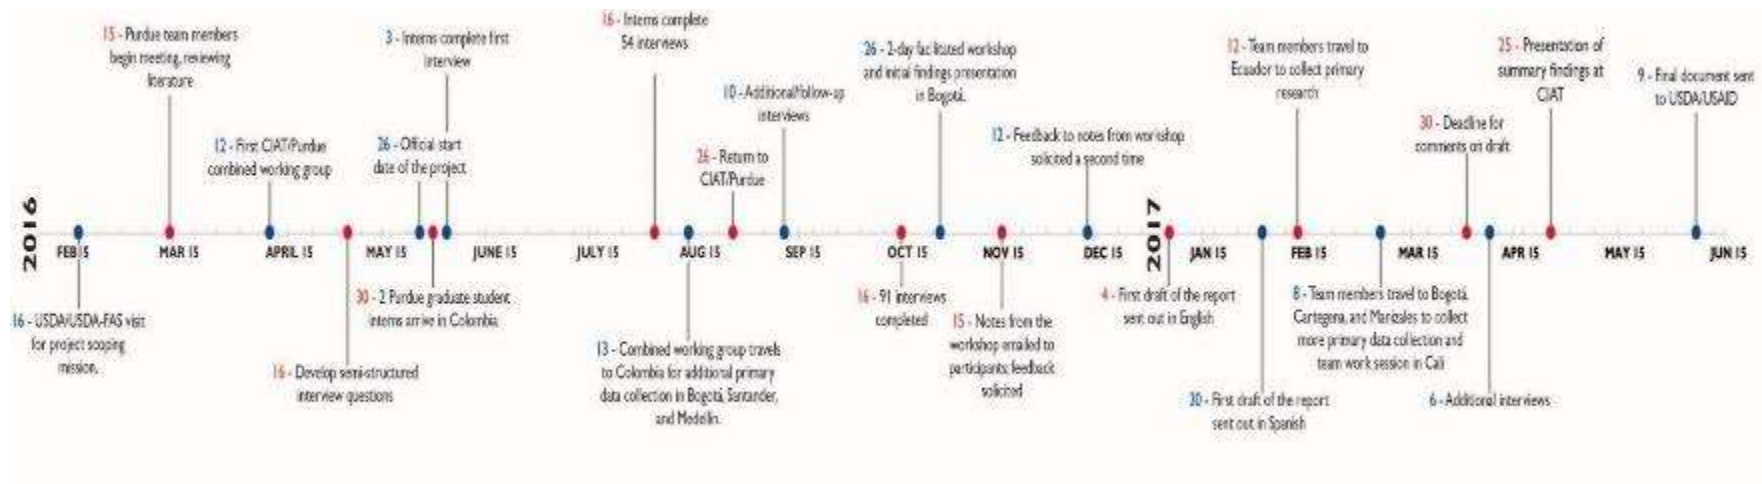 15 - Purdue team members
begin meeting, reviewing
literature
3 - Interns complete first
interview
16 - Interns complete
54 interviews
26 - 2-day facilitated workshop
and initial findings presentation
in Bogotá.
12 - Team members travel to
Ecuador to collect primary
research
25 - Presentation of
summary findings at
CIAT
9 - Final document sent
to USDA/USAID
12 - First CIAT/Purdue
combined working group
26 - Official start
date of the project
26 - Return to
CIAT/Purdue
10 - Additional/follow-up
interviews
12 - Feedback to notes from workshop
solicited a second time
30 - Deadline for
comments on draft
2016
FEB 15
MAR 15
APRIL 15
MAY 15
JUNE 15
JULY 15
AUG 15
SEP 15
OCT 15
NOV 15
DEC 15
2017
JAN 15
FEB 15
MAR 15
APR 15
MAY 15
JUN 15
16 - USDA/USDA-FAS visit
for project scoping
mission.
16 - Develop semi-structured
interview questions
30 - 2 Purdue graduate student
interns arrive in Colombia
13 - Combined working group travels
to Colombia for additional primary
data collection in Bogotá, Santander,
and Medellín.
16 - 91 interviews
completed
15 - Notes from the
workshop emailed to
participants; feedback
solicited
4 - First draft of the report
sent out in English
30 - First draft of the report
sent out in Spanish
8 - Team members travel to Bogotá,
Cartegena, and Manizales to collect
more primary data collection and
team work session in Cali
6 - Additional interviews